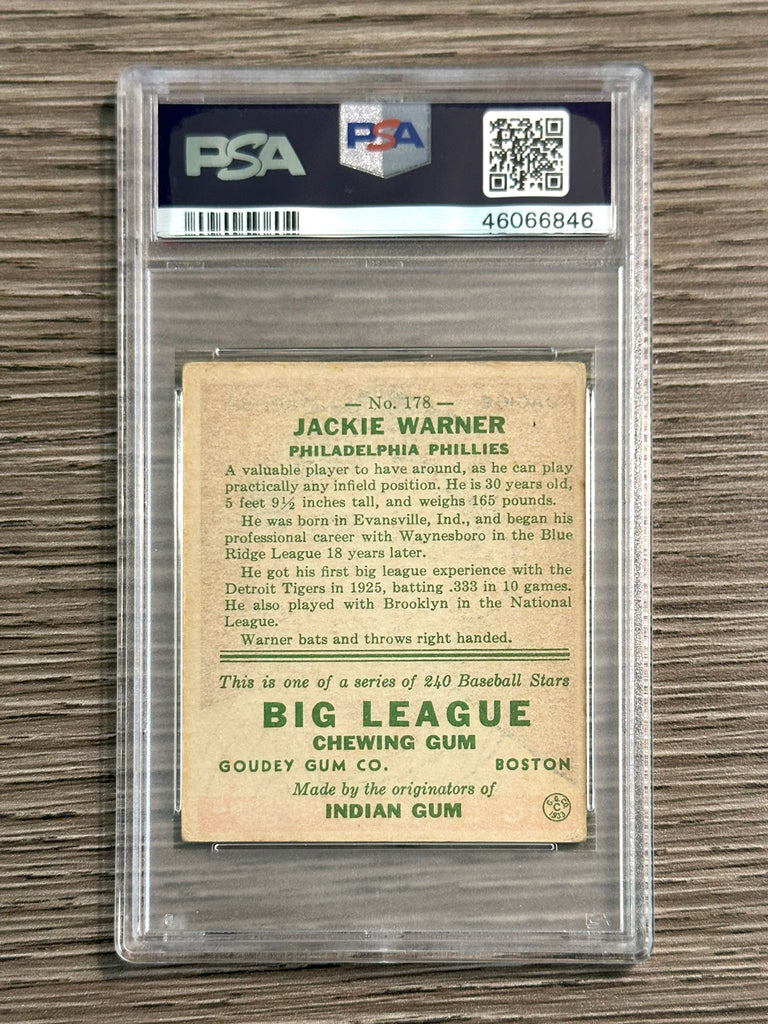 PSA
PSA
46066846
— No. 178 —
JACKIE WARNER
PHILADELPHIA PHILLIES
A valuable player to have around, as he can play
practically any infield position. He is 30 years old,
5 feet 9½ inches tall, and weighs 165 pounds.
He was born in Evansville, Ind., and began his
professional career with Waynesboro in the Blue
Ridge League 18 years later.
He got his first big league experience with the
Detroit Tigers in 1925, batting .333 in 10 games.
He also played with Brooklyn in the National
League.
Warner bats and throws right handed.
This is one of a series of 240 Baseball Stars
BIG LEAGUE
CHEWING GUM
GOUDEY GUM CO. BOSTON
Made by the originators of
INDIAN GUM
G. G. CO.
C
1933